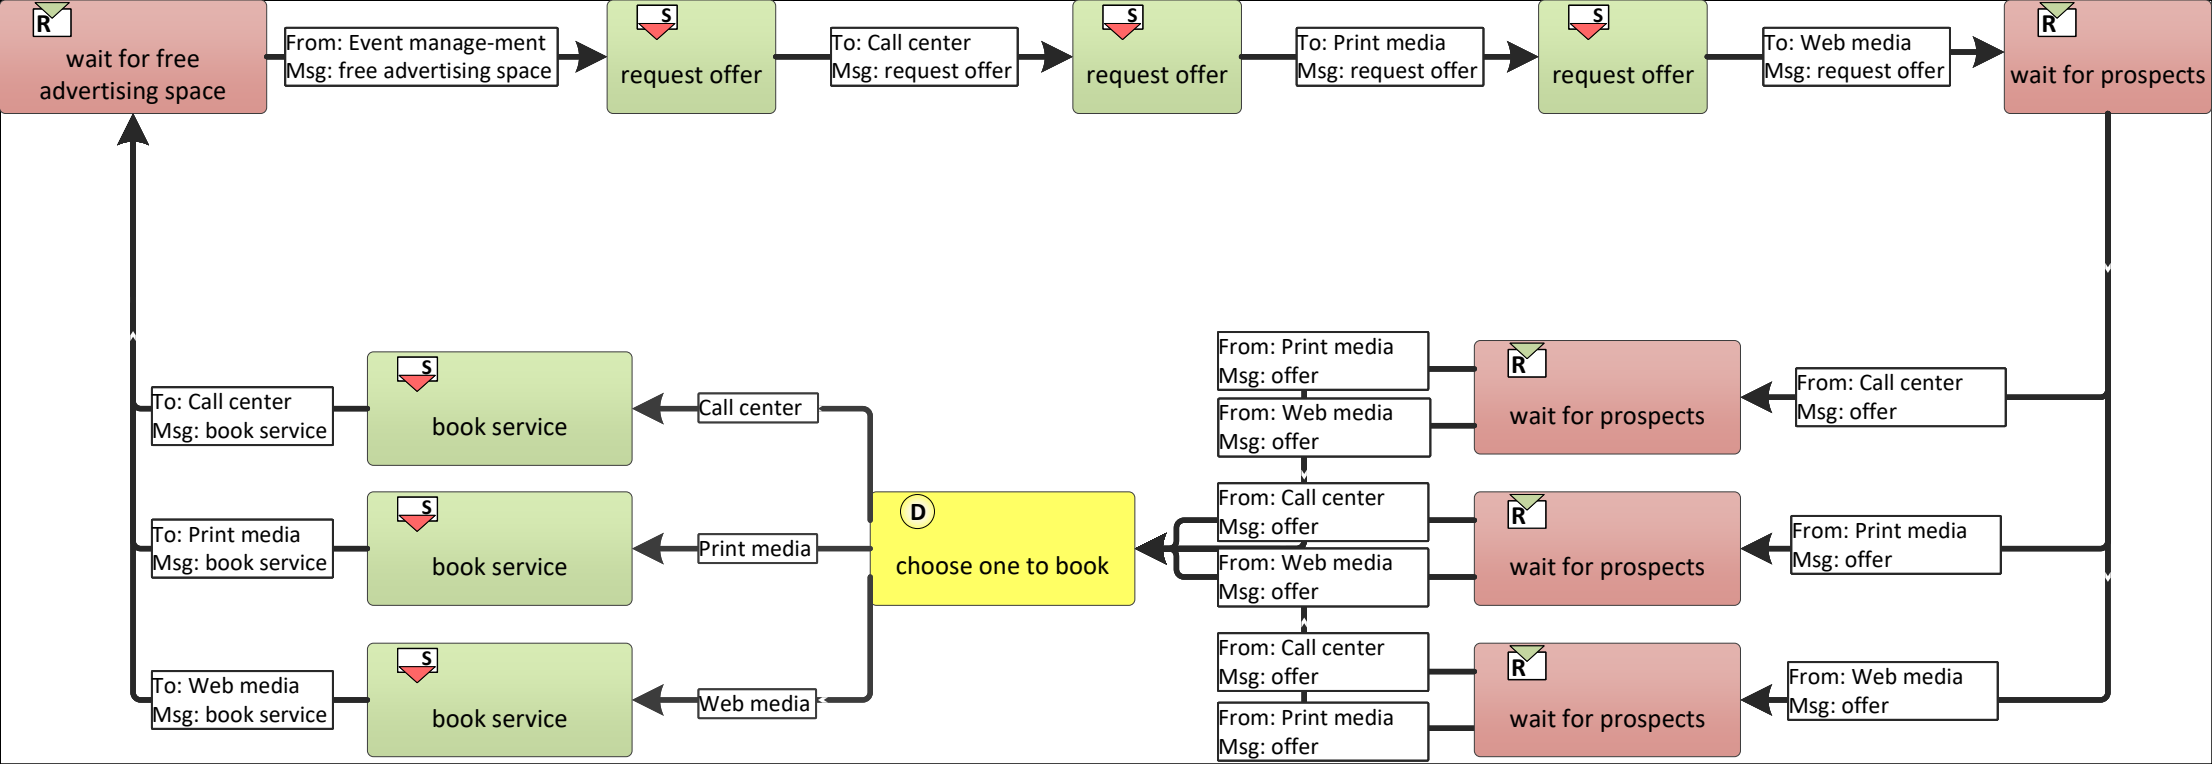 R
wait for free
advertising space
From: Event manage-ment
Msg: free advertising space
S
request offer
To: Call center
Msg: request offer
S
request offer
To: Print media
Msg: request offer
S
request offer
To: Web media
Msg: request offer
R
wait for prospects
From: Call center
Msg: offer
R
wait for prospects
From: Print media
Msg: offer
From: Web media
Msg: offer
From: Print media
Msg: offer
R
wait for prospects
From: Call center
Msg: offer
From: Web media
Msg: offer
From: Web media
Msg: offer
R
wait for prospects
From: Call center
Msg: offer
From: Print media
Msg: offer
D
choose one to book
Call center
S
book service
To: Call center
Msg: book service
Print media
S
book service
To: Print media
Msg: book service
Web media
S
book service
To: Web media
Msg: book service